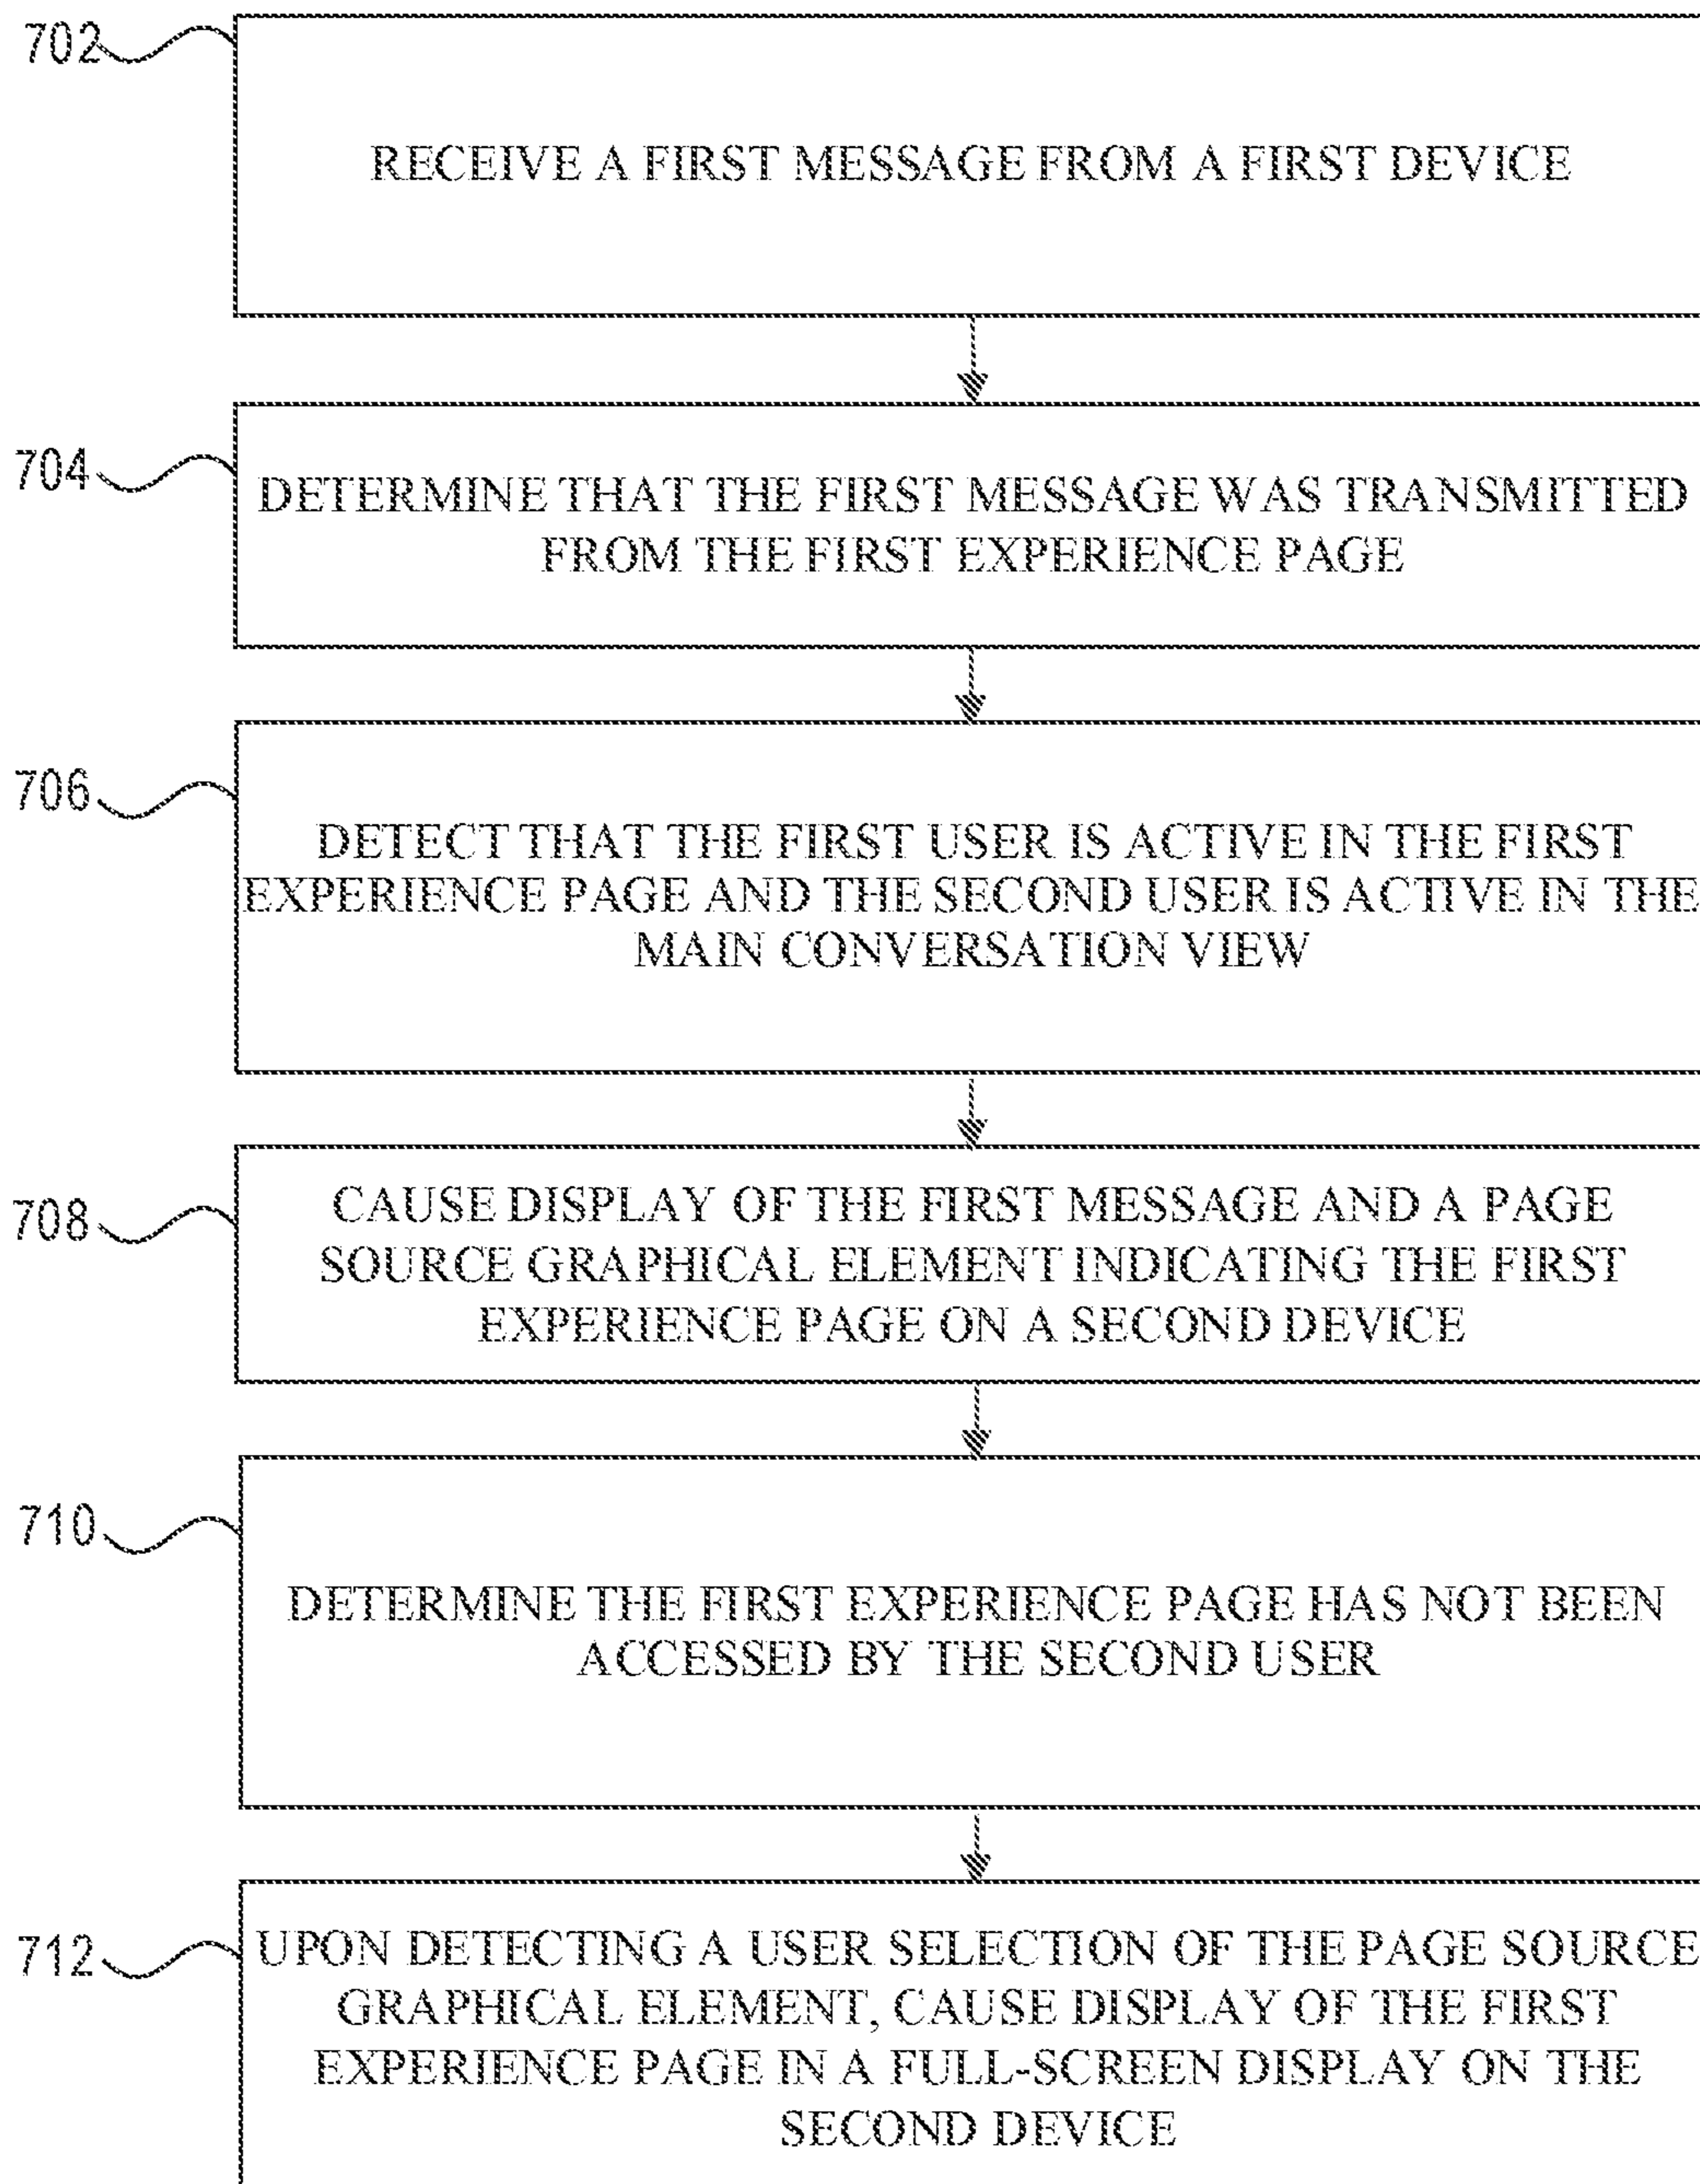 702
RECEIVE A FIRST MESSAGE FROM A FIRST DEVICE
704
DETERMINE THAT THE FIRST MESSAGE WAS TRANSMITTED
FROM THE FIRST EXPERIENCE PAGE
706
DETECT THAT THE FIRST USER IS ACTIVE IN THE FIRST
EXPERIENCE PAGE AND THE SECOND USER IS ACTIVE IN THE
MAIN CONVERSATION VIEW
708
CAUSE DISPLAY OF THE FIRST MESSAGE AND A PAGE
SOURCE GRAPHICAL ELEMENT INDICATING THE FIRST
EXPERIENCE PAGE ON A SECOND DEVICE
710
DETERMINE THE FIRST EXPERIENCE PAGE HAS NOT BEEN
ACCESSED BY THE SECOND USER
712
UPON DETECTING A USER SELECTION OF THE PAGE SOURCE
GRAPHICAL ELEMENT, CAUSE DISPLAY OF THE FIRST
EXPERIENCE PAGE IN A FULL-SCREEN DISPLAY ON THE
SECOND DEVICE